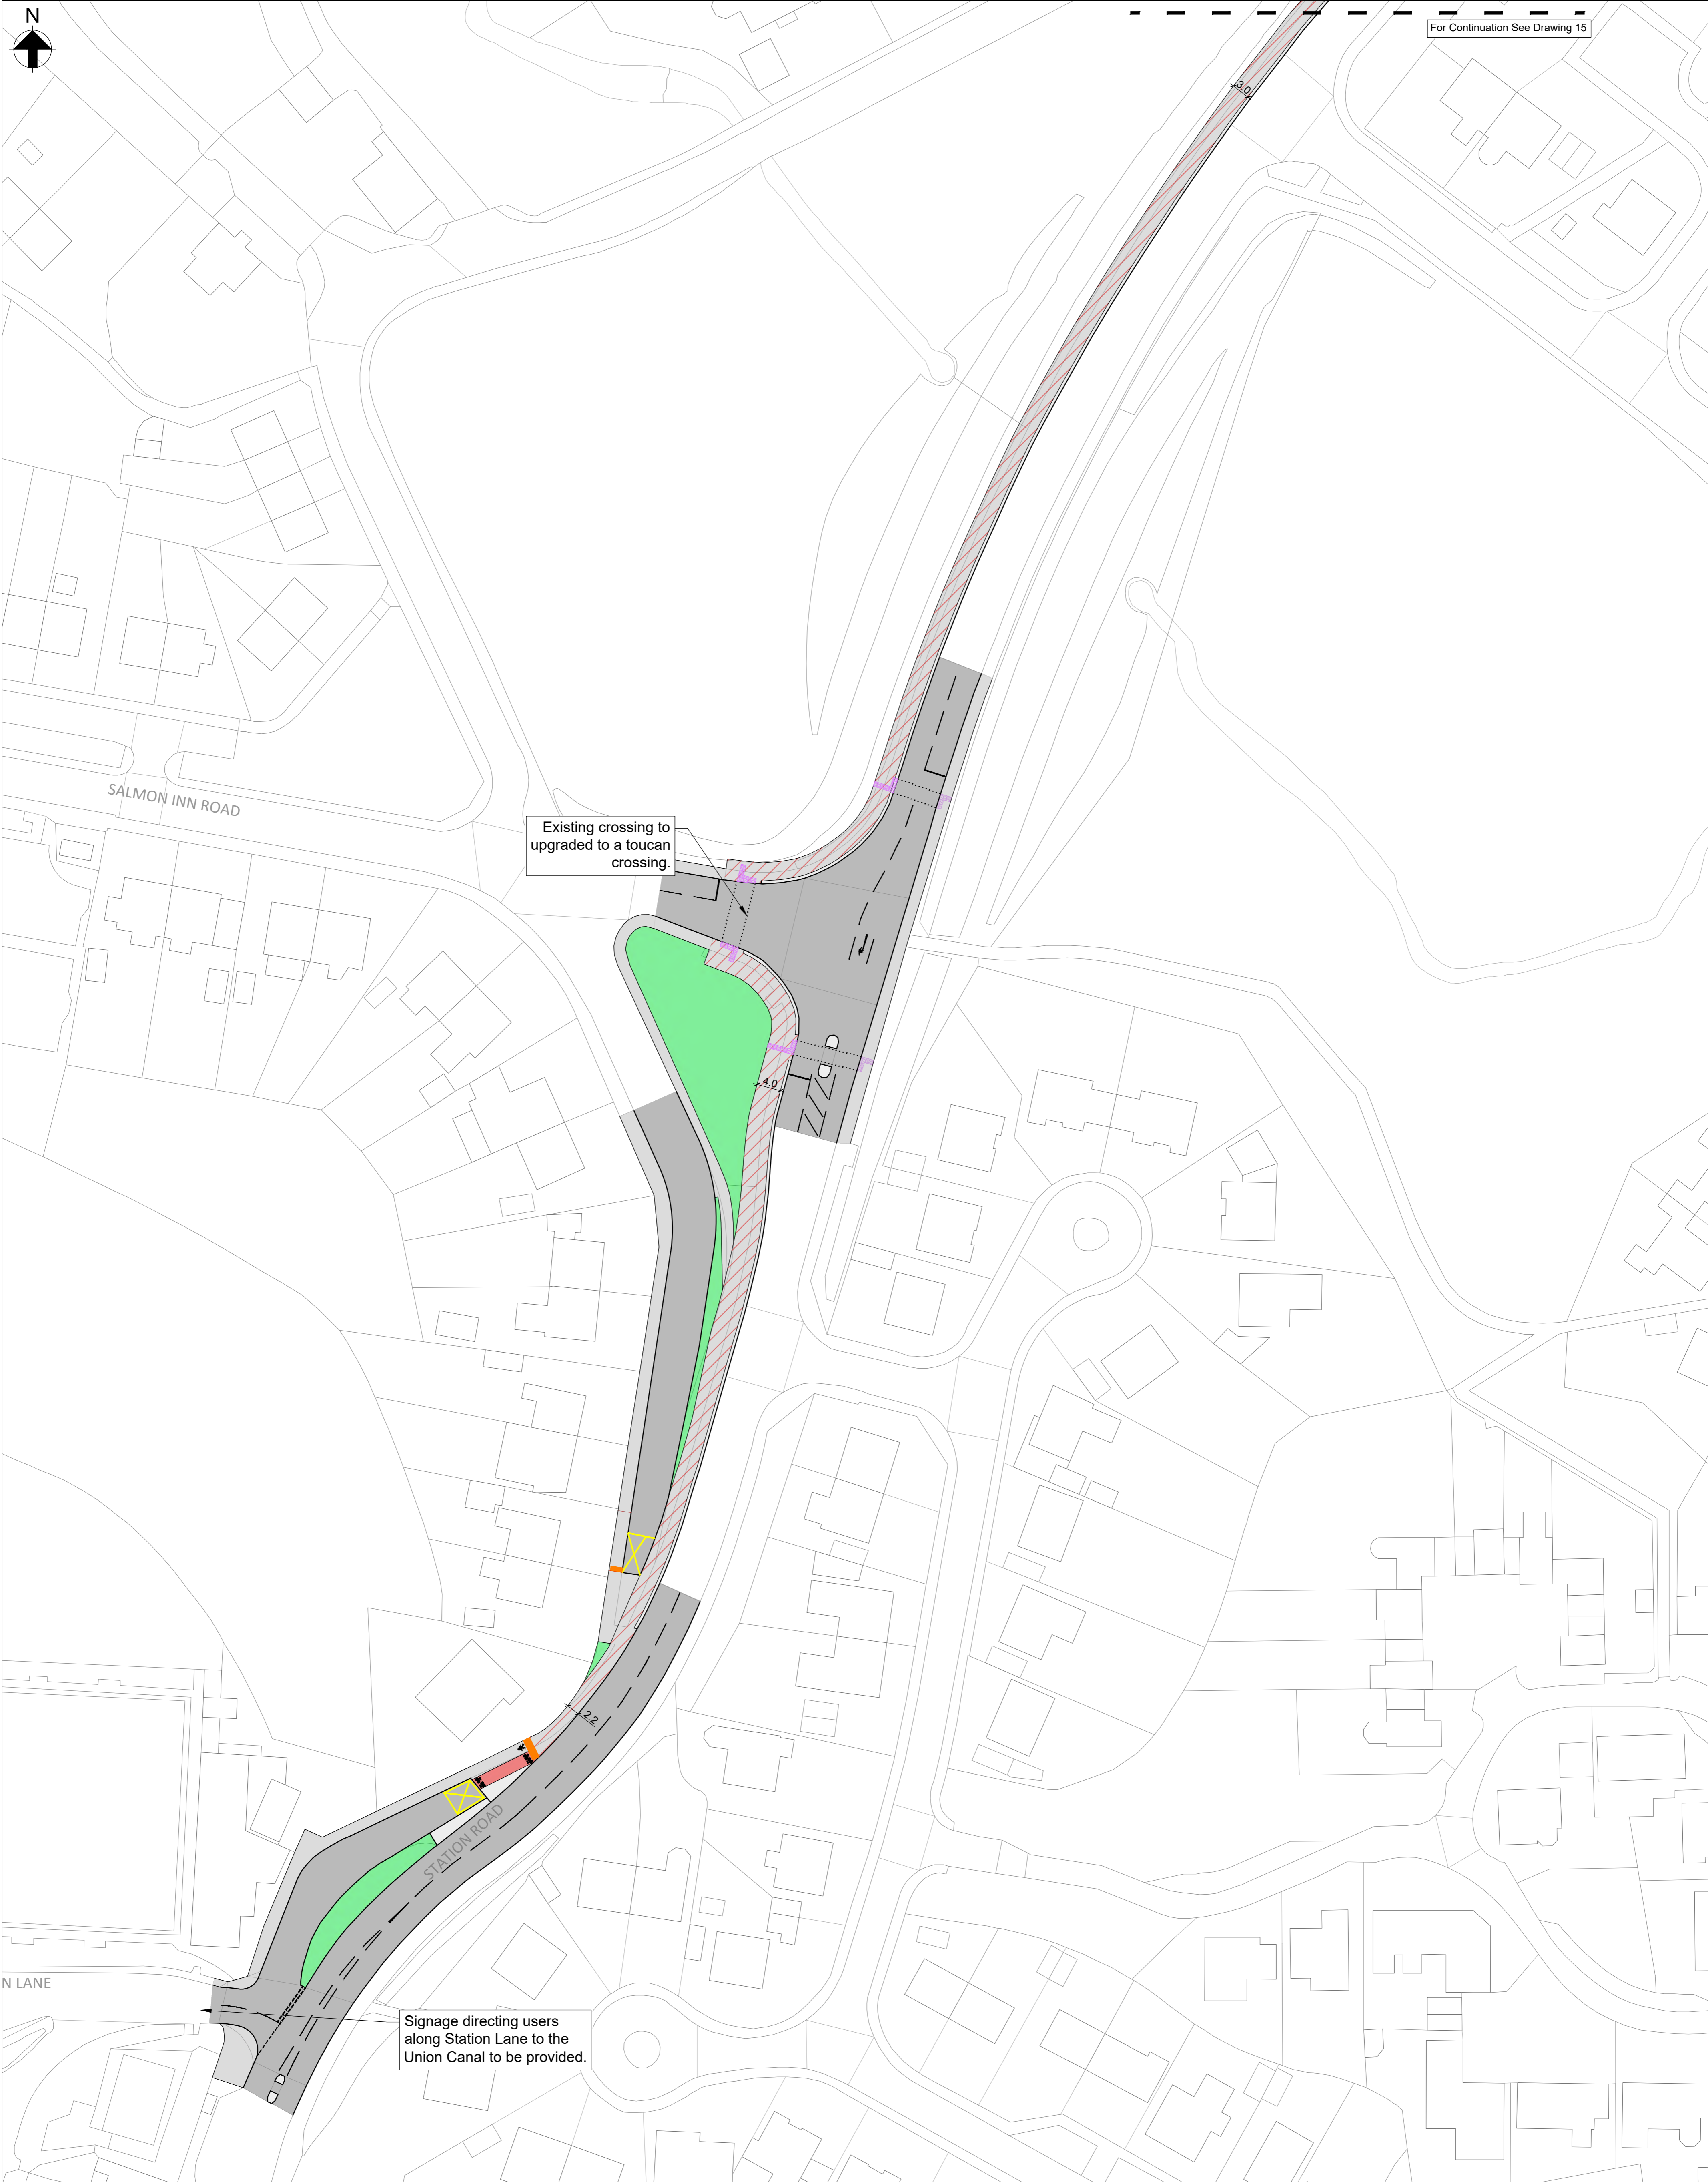 N
For Continuation See Drawing 15
3.0
SALMON INN ROAD
Existing crossing to
upgraded to a toucan
crossing.
4.0
2.2
STATION ROAD
N LANE
Signage directing users
along Station Lane to the
Union Canal to be provided.